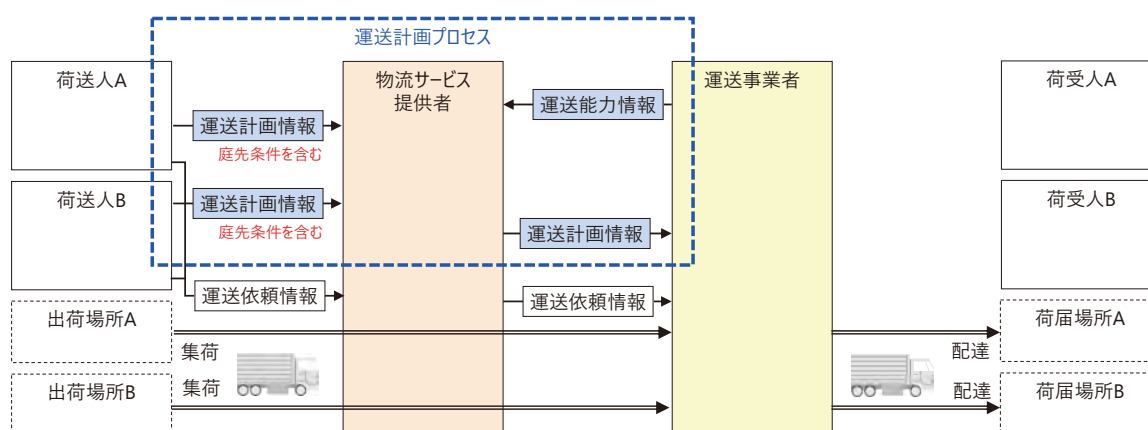 運送計画プロセス
荷送人A
物流サービス
提供者
運送事業者
荷受人A
運送能力情報
運送計画情報
庭先条件を含む
荷送人B
荷受人B
運送計画情報
庭先条件を含む
運送計画情報
運送依頼情報
運送依頼情報
出荷場所A
荷届場所A
集荷
配達
集荷
配達
出荷場所B
荷届場所B